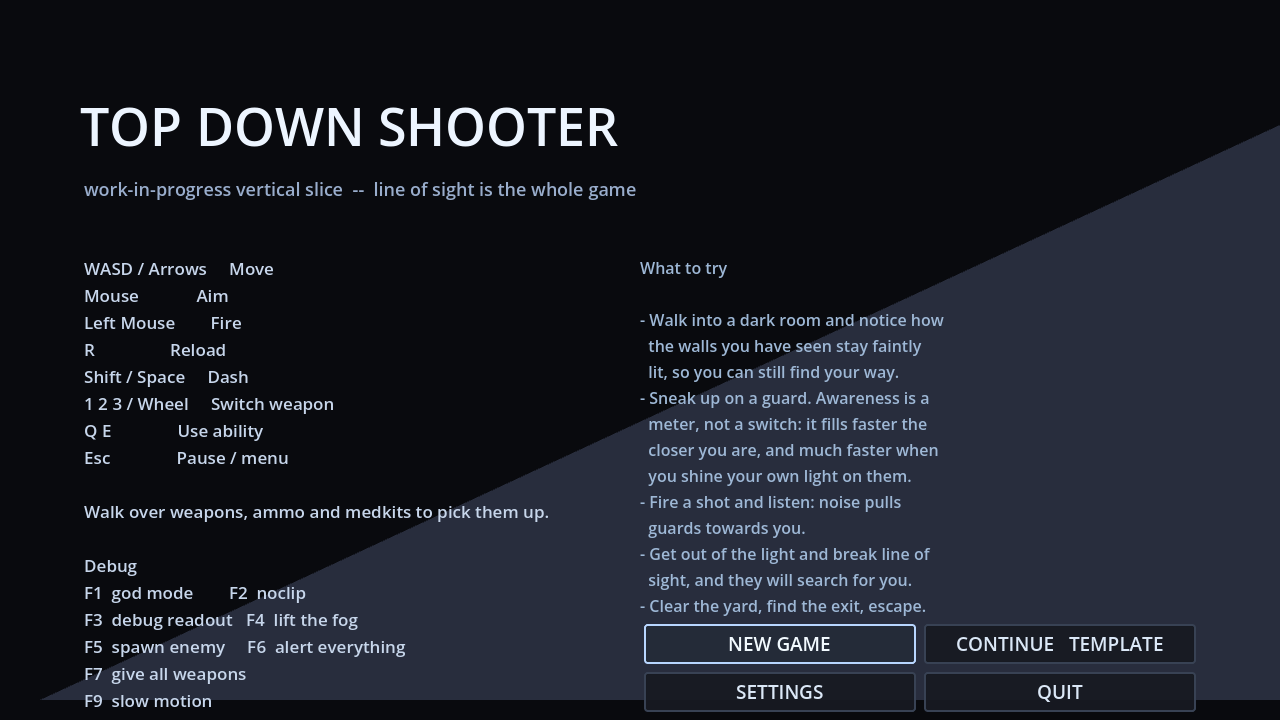 TOP DOWN SHOOTER
work-in-progress vertical slice -- line of sight is the whole game
WASD / Arrows Move
Mouse Aim
Left Mouse Fire
R Reload
Shift / Space Dash
1 2 3 / Wheel Switch weapon
Q E Use ability
Esc Pause / menu
Walk over weapons, ammo and medkits to pick them up.
Debug
F1 god mode F2 noclip
F3 debug readout F4 lift the fog
F5 spawn enemy F6 alert everything
F7 give all weapons
F9 slow motion
What to try
- Walk into a dark room and notice how
the walls you have seen stay faintly
lit, so you can still find your way.
- Sneak up on a guard. Awareness is a
meter, not a switch: it fills faster the
closer you are, and much faster when
you shine your own light on them.
- Fire a shot and listen: noise pulls
guards towards you.
- Get out of the light and break line of
sight, and they will search for you.
- Clear the yard, find the exit, escape.
NEW GAME
CONTINUE TEMPLATE
SETTINGS
QUIT